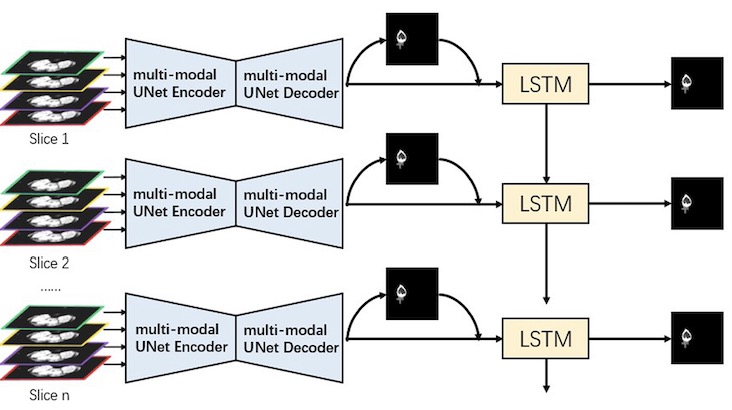 multi-modal
UNet Encoder
multi-modal
UNet Decoder
LSTM
Slice 1
multi-modal
UNet Encoder
multi-modal
UNet Decoder
LSTM
Slice 2
......
multi-modal
UNet Encoder
multi-modal
UNet Decoder
LSTM
Slice n